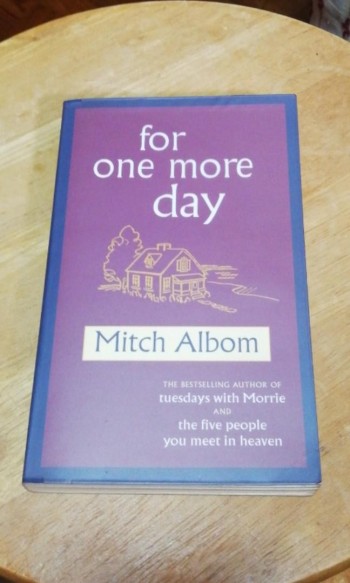 for
one more
day
Mitch Albom
THE BESTSELLING AUTHOR OF
tuesdays with Morrie
AND
the five people
you meet in heaven